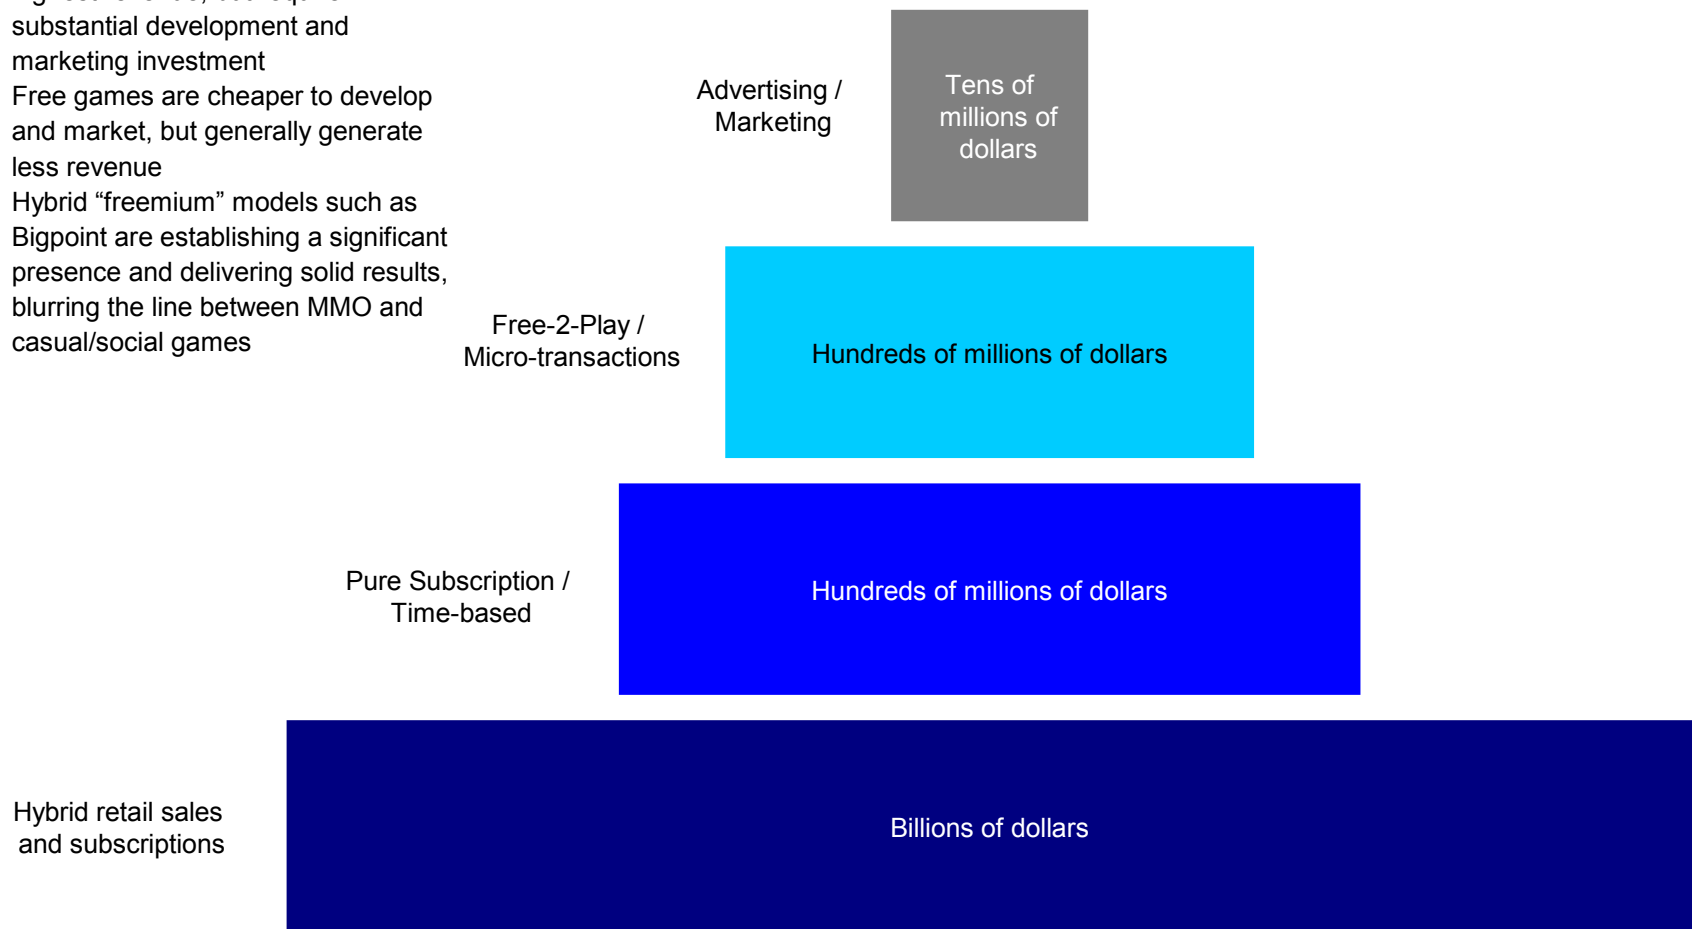 substantial development and
marketing investment
Free games are cheaper to develop
and market, but generally generate
less revenue
Hybrid “freemium” models such as
Bigpoint are establishing a significant
presence and delivering solid results,
blurring the line between MMO and
casual/social games
Advertising /
Marketing
Tens of
millions of
dollars
Free-2-Play /
Micro-transactions
Hundreds of millions of dollars
Pure Subscription /
Time-based
Hundreds of millions of dollars
Hybrid retail sales
and subscriptions
Billions of dollars